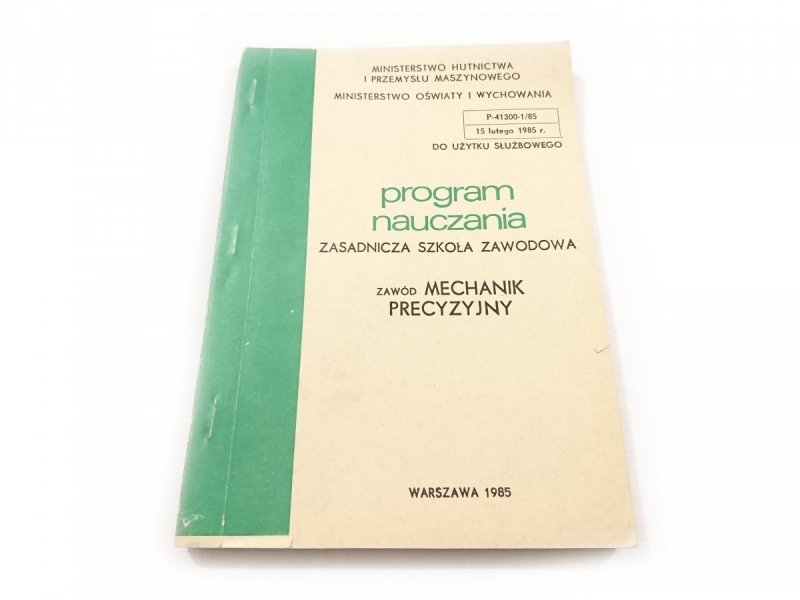 MINISTERSTWO HUTNICTWA
I PRZEMYSŁU MASZYNOWEGO
MINISTERSTWO OŚWIATY I WYCHOWANIA
P-41300-1/85
15 lutego 1985 r.
DO UŻYTKU SŁUŻBOWEGO
program
nauczania
ZASADNICZA SZKOŁA ZAWODOWA
ZAWÓD MECHANIK
PRECYZYJNY
WARSZAWA 1985